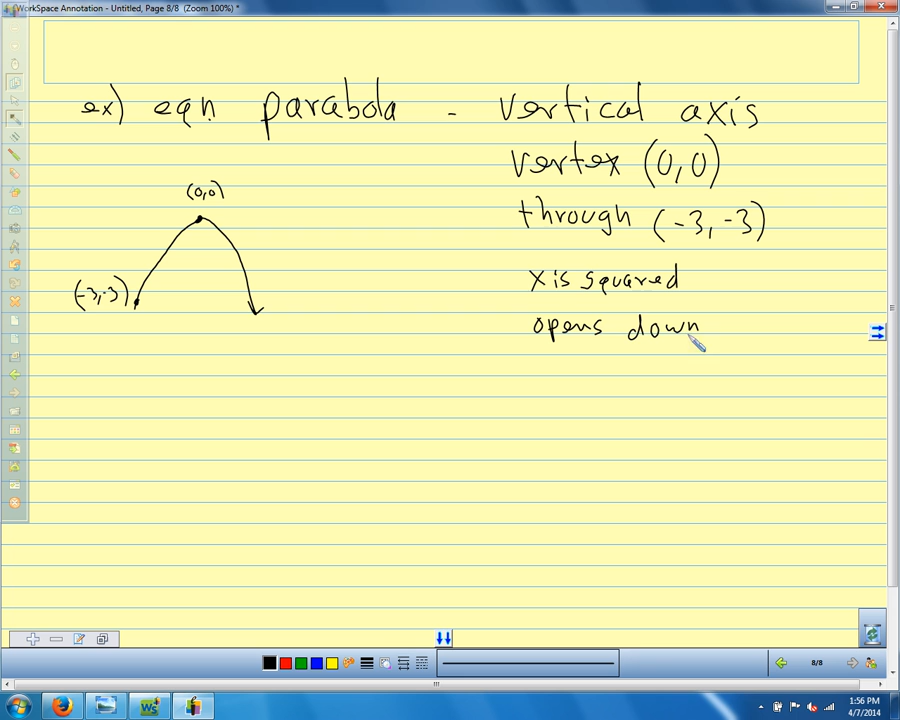 WorkSpace Annotation - Untitled, Page 8/8 (Zoom 100%) *
ex) eqn parabola - vertical axis
vertex (0,0)
through (-3,-3)
x is squared
opens down
(0,0)
(-3,-3)
8/8
1:56 PM
4/7/2014